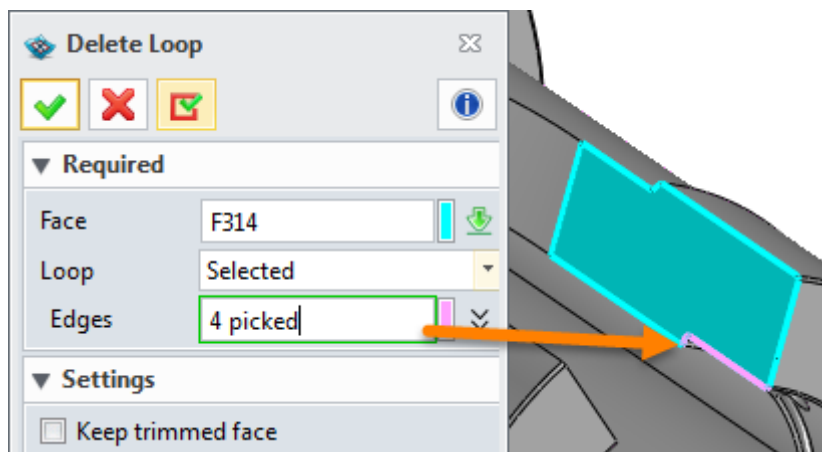 Delete Loop
Required
Face F314
Loop Selected
Edges 4 picked
Settings
Keep trimmed face